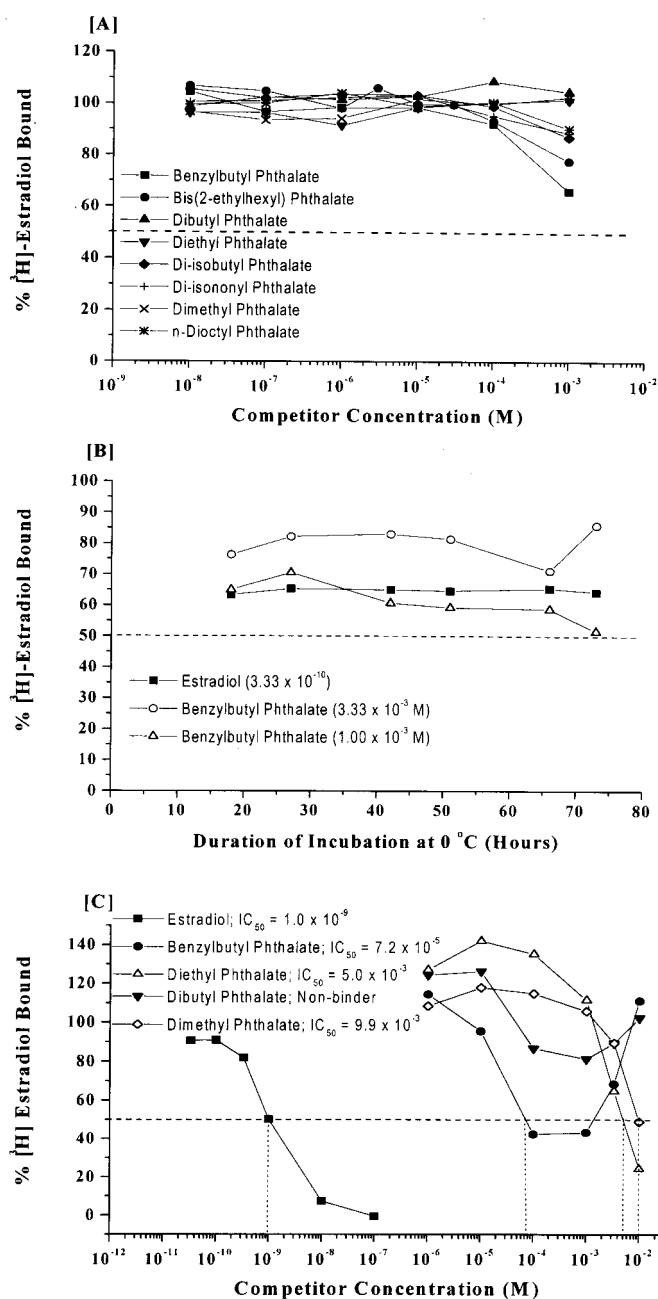 [A]
120
100
80
60
40
20
0
% [³H]-Estradiol Bound
Benzylbutyl Phthalate
Bis(2-ethylhexyl) Phthalate
Dibutyl Phthalate
Diethyl Phthalate
Di-isobutyl Phthalate
Di-isononyl Phthalate
Dimethyl Phthalate
n-Dioctyl Phthalate
10⁻⁹ 10⁻⁸ 10⁻⁷ 10⁻⁶ 10⁻⁵ 10⁻⁴ 10⁻³ 10⁻²
Competitor Concentration (M)
[B]
100
90
80
70
60
50
40
30
20
10
0
% [³H]-Estradiol Bound
Estradiol (3.33 x 10⁻¹⁰)
Benzylbutyl Phthalate (3.33 x 10⁻³ M)
Benzylbutyl Phthalate (1.00 x 10⁻³ M)
0 10 20 30 40 50 60 70 80
Duration of Incubation at 0 °C (Hours)
[C]
140
120
100
80
60
40
20
0
% [³H] Estradiol Bound
Estradiol; IC₅₀ = 1.0 x 10⁻⁹
Benzylbutyl Phthalate; IC₅₀ = 7.2 x 10⁻⁵
Diethyl Phthalate; IC₅₀ = 5.0 x 10⁻³
Dibutyl Phthalate; Non-binder
Dimethyl Phthalate; IC₅₀ = 9.9 x 10⁻³
10⁻¹² 10⁻¹¹ 10⁻¹⁰ 10⁻⁹ 10⁻⁸ 10⁻⁷ 10⁻⁶ 10⁻⁵ 10⁻⁴ 10⁻³ 10⁻²
Competitor Concentration (M)